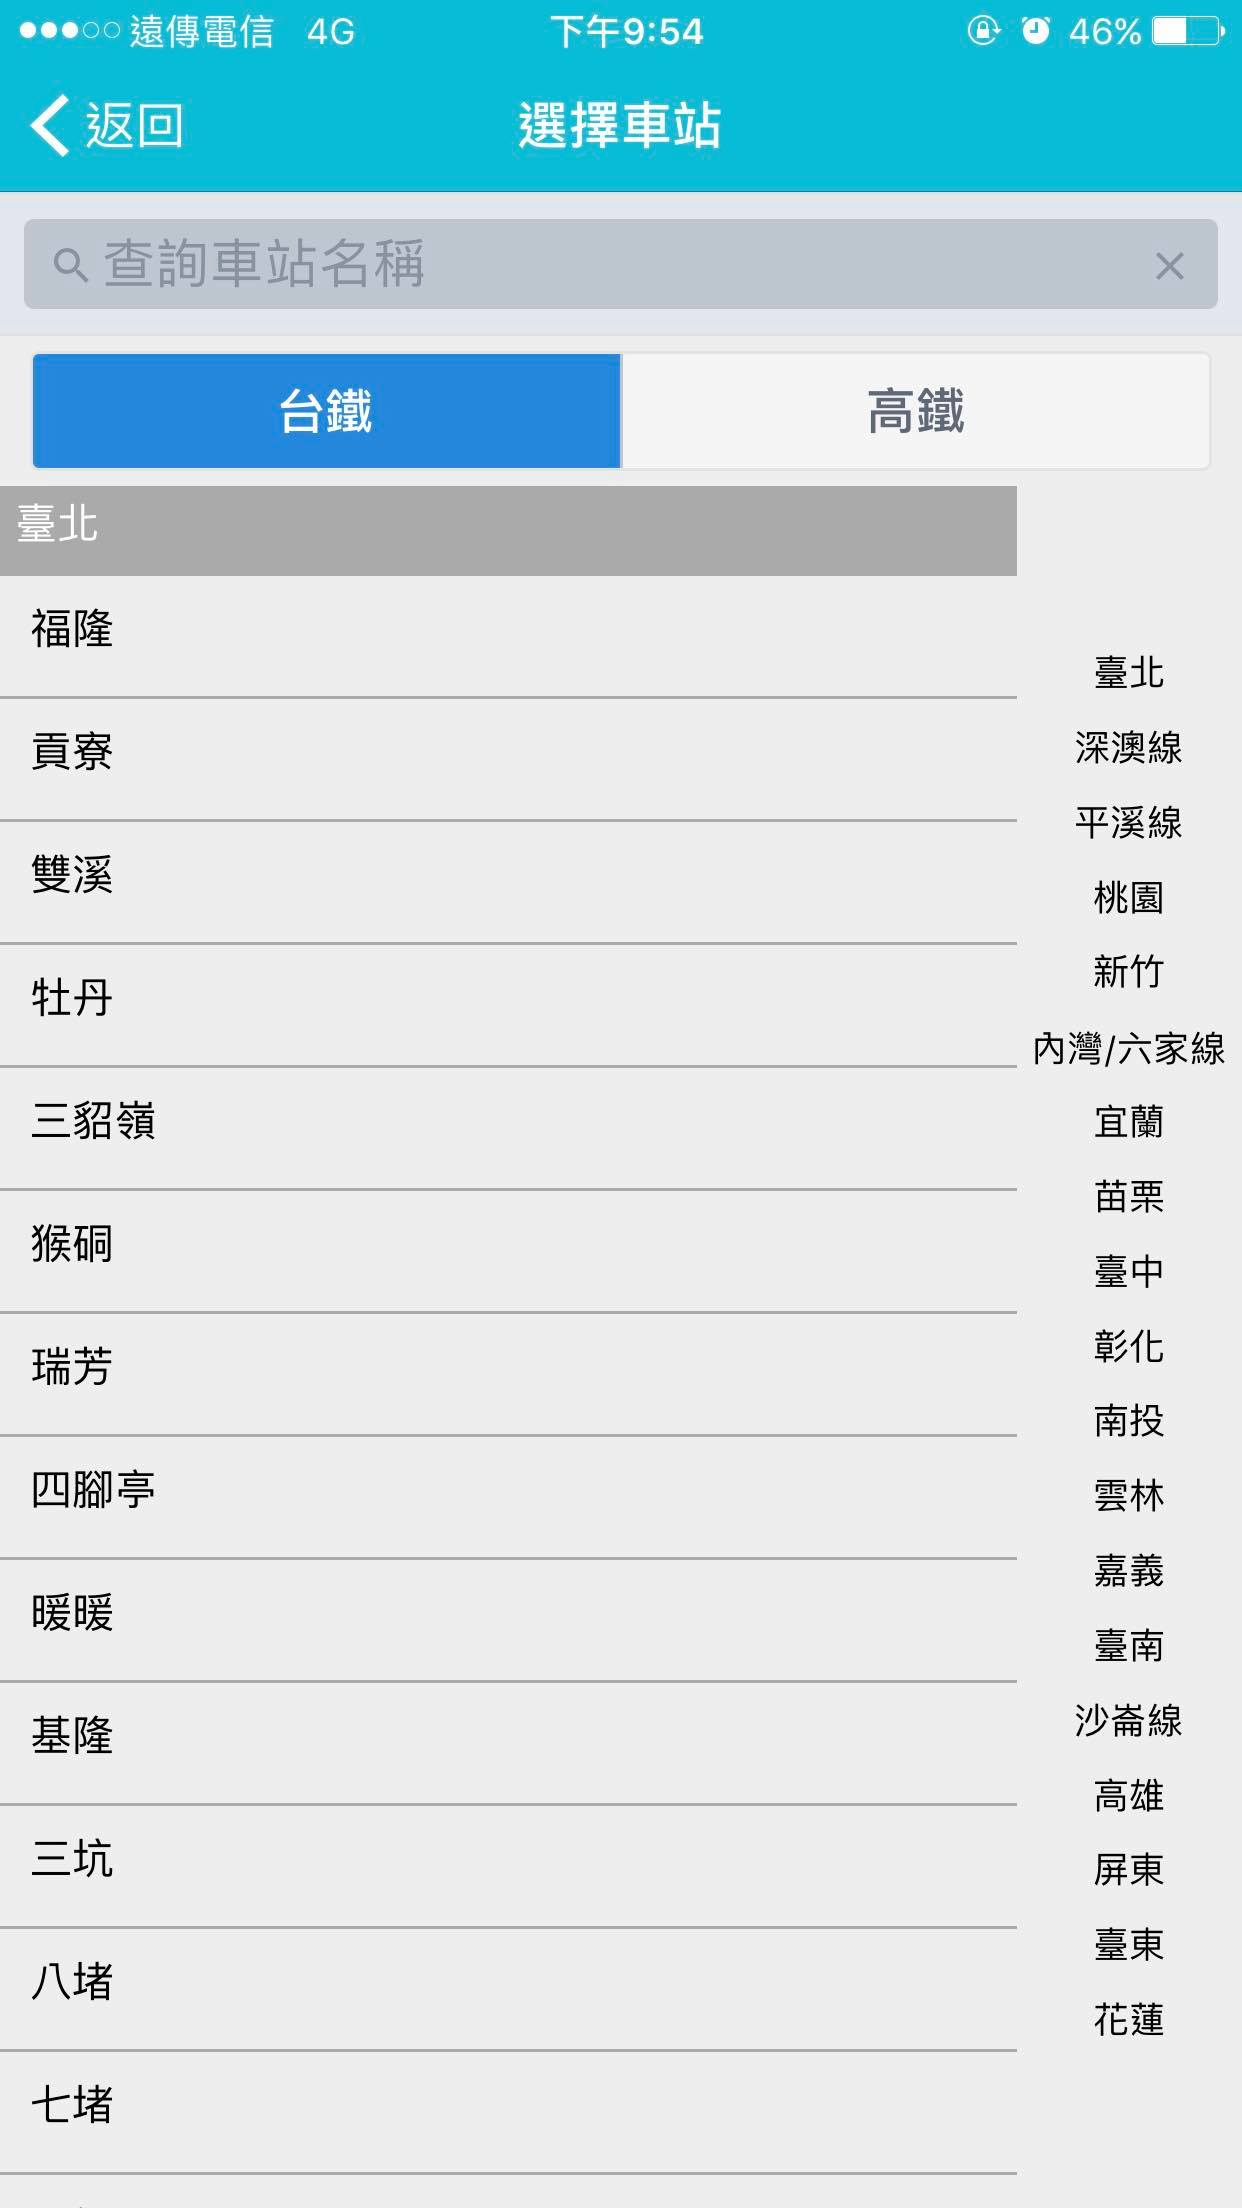 遠傳電信 4G 下午9:54 46%
返回 選擇車站
查詢車站名稱
台鐵 高鐵
臺北
福隆
貢寮
雙溪
牡丹
三貂嶺
猴硐
瑞芳
四腳亭
暖暖
基隆
三坑
八堵
七堵
臺北
深澳線
平溪線
桃園
新竹
內灣/六家線
宜蘭
苗栗
臺中
彰化
南投
雲林
嘉義
臺南
沙崙線
高雄
屏東
臺東
花蓮